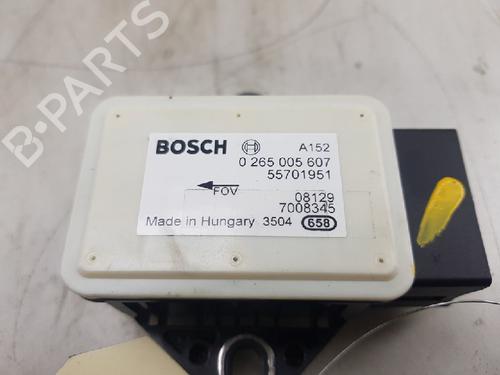 B-PARTS
BOSCH A152
0 265 005 607
55701951
FOV
08129
7008345
Made in Hungary 3504 658